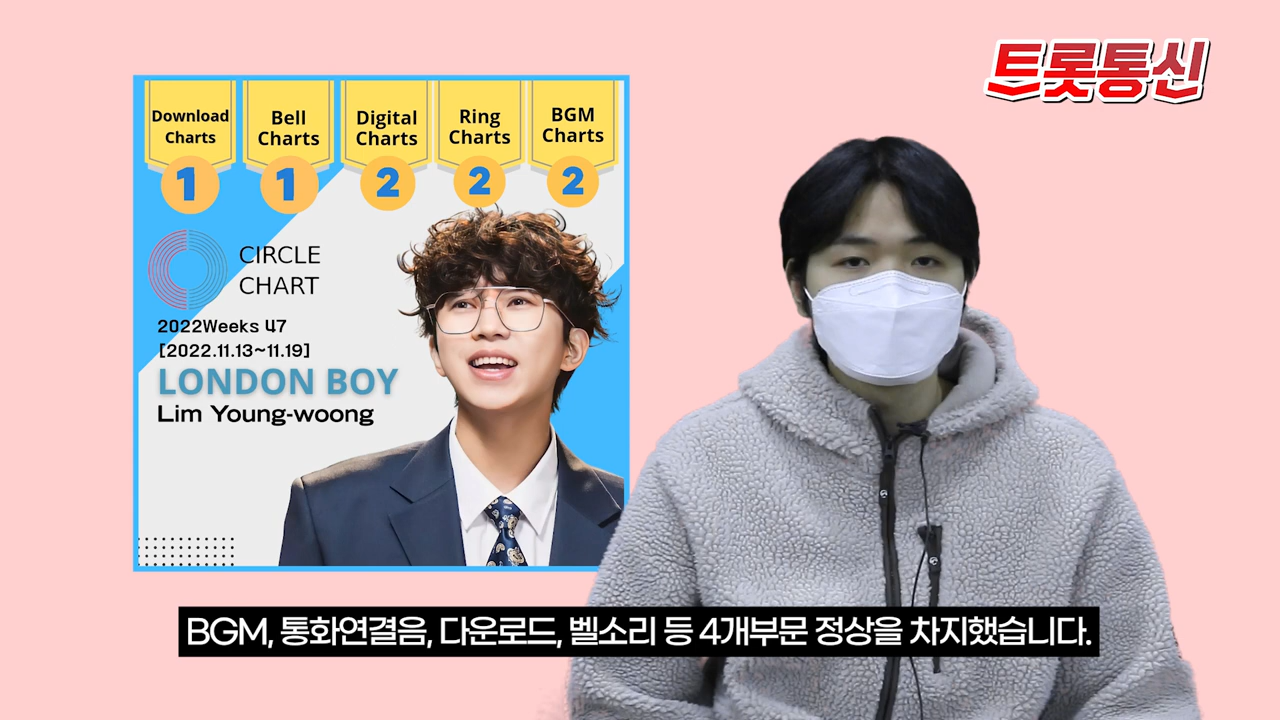 트롯통신
Download
Charts
Bell
Charts
Digital
Charts
Ring
Charts
BGM
Charts
1
1
2
2
2
CIRCLE
CHART
2022Weeks 47
[2022.11.13~11.19]
LONDON BOY
Lim Young-woong
BGM, 통화연결음, 다운로드, 벨소리 등 4개부문 정상을 차지했습니다.